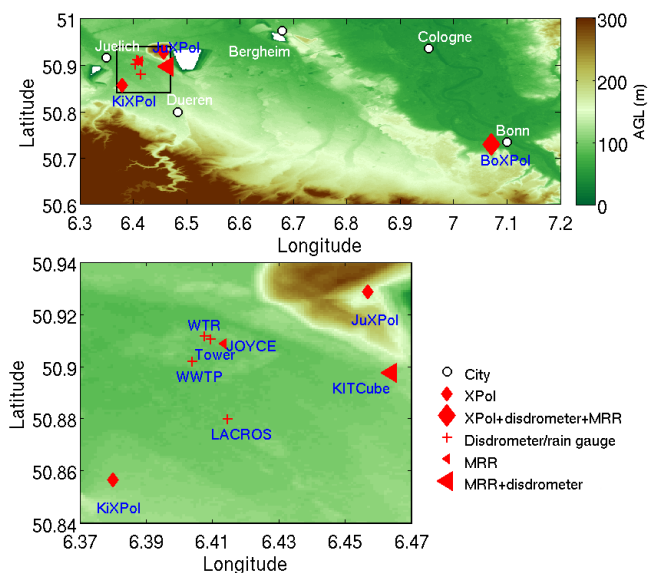 51
50.9
50.8
50.7
50.6
Latitude
Juelich
JuXPol
Bergheim
Cologne
KiXPol
Dueren
Bonn
BoXPol
6.3 6.4 6.5 6.6 6.7 6.8 6.9 7 7.1 7.2
Longitude
300
200
100
0
AGL (m)
50.94
50.92
50.9
50.88
50.86
50.84
Latitude
JuXPol
WTR
Tower
JOYCE
WWTP
KITCube
LACROS
KiXPol
6.37 6.39 6.41 6.43 6.45 6.47
Longitude
City
XPol
XPol+disdrometer+MRR
Disdrometer/rain gauge
MRR
MRR+disdrometer